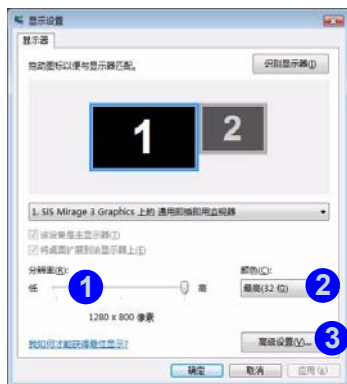 显示设置
显示器
拖动图标以便与显示器匹配。
识别显示器(I)
1
2
1. SiS Mirage 3 Graphics 上的 通用即插即用监视器
该设备是主显示器(T)
将桌面扩展到该显示器上(E)
分辨率(R):
颜色(C):
低
1
高
最高(32 位)
2
1280 x 800 像素
3
我如何才能获得最佳显示?
高级设置(V)...
确定
取消
应用(A)